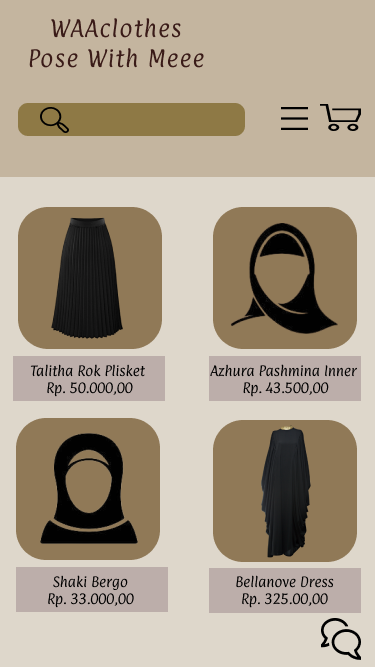 WAAclothes
Pose With Meee
Talitha Rok Plisket
Rp. 50.000,00
Azhura Pashmina Inner
Rp. 43.500,00
Shaki Bergo
Rp. 33.000,00
Bellanove Dress
Rp. 325.00,00